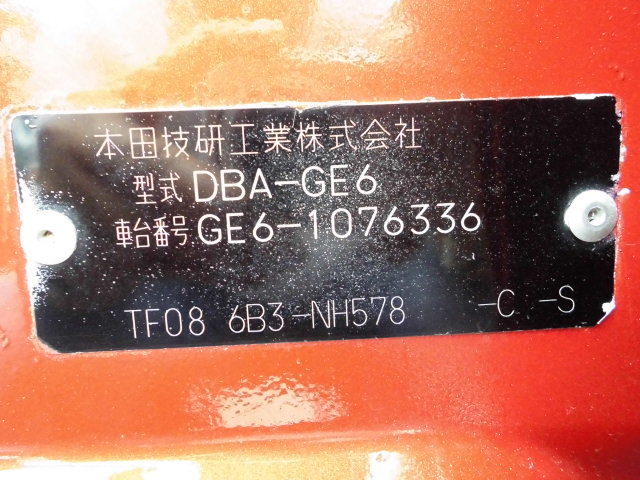 本田技研工業株式会社
型式 DBA-GE6
車台番号 GE6-1076336
TF08 6B3-NH578 -C -S